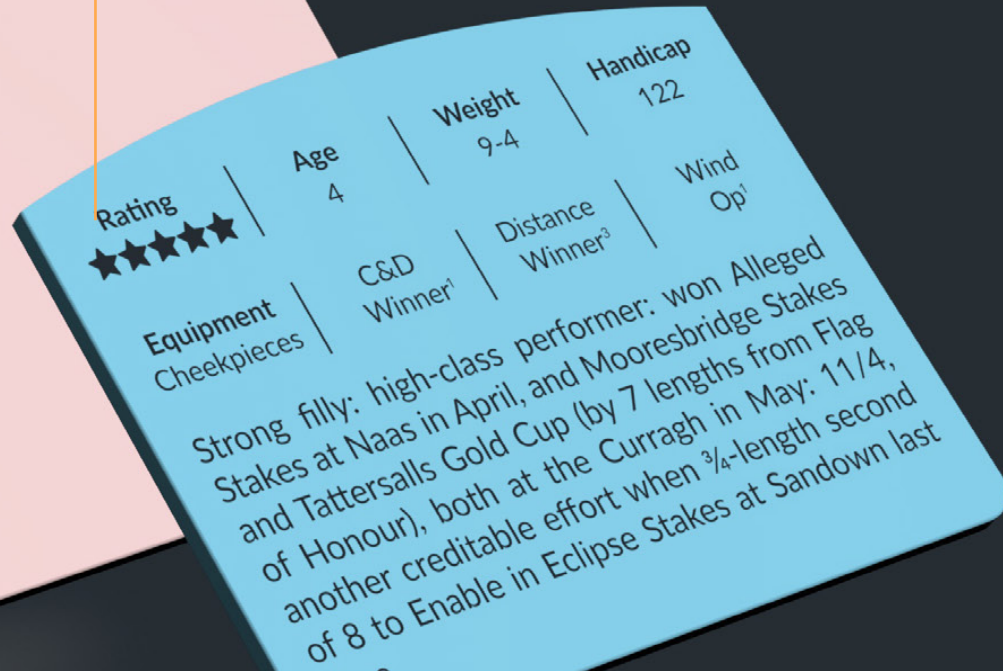 Rating
★★★★★
Age
4
Weight
9-4
Handicap
122
Equipment
Cheekpieces
C&D
Winner¹
Distance
Winner³
Wind
Op¹
Strong filly: high-class performer: won Alleged
Stakes at Naas in April, and Mooresbridge Stakes
and Tattersalls Gold Cup (by 7 lengths from Flag
of Honour), both at the Curragh in May: 11/4,
another creditable effort when ¾-length second
of 8 to Enable in Eclipse Stakes at Sandown last